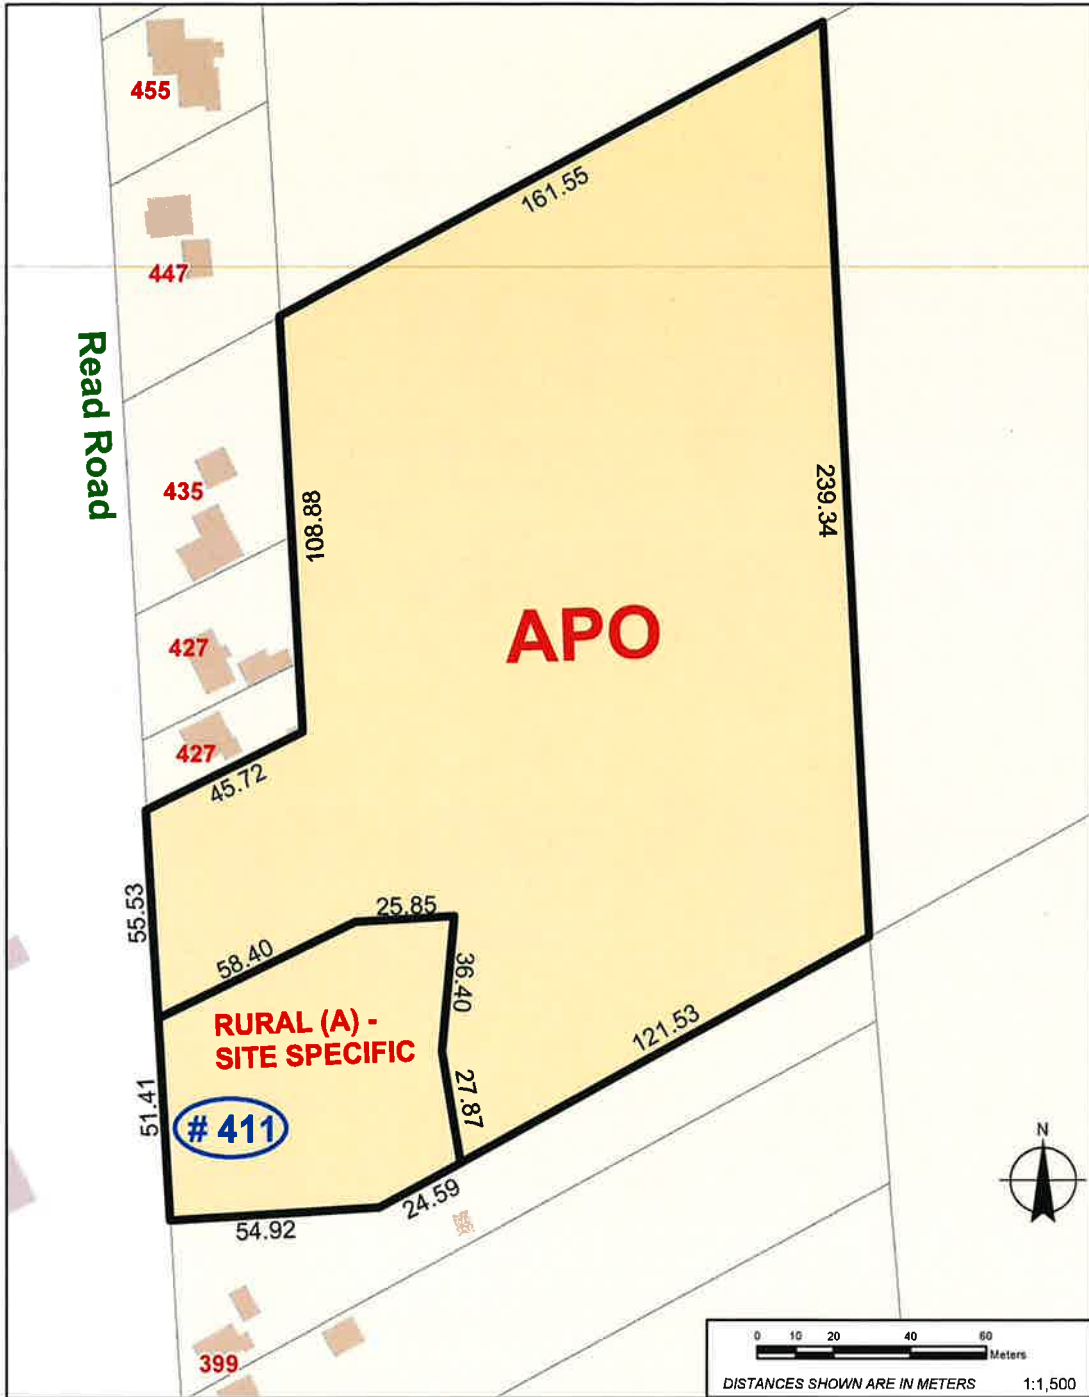 455
161.55
447
Read Road
435
108.88
239.34
427
APO
427
45.72
55.53
25.85
58.40
36.40
RURAL (A) -
SITE SPECIFIC
121.53
51.41
27.87
# 411
N
24.59
54.92
399
0 10 20 40 60
Meters
DISTANCES SHOWN ARE IN METERS 1:1,500